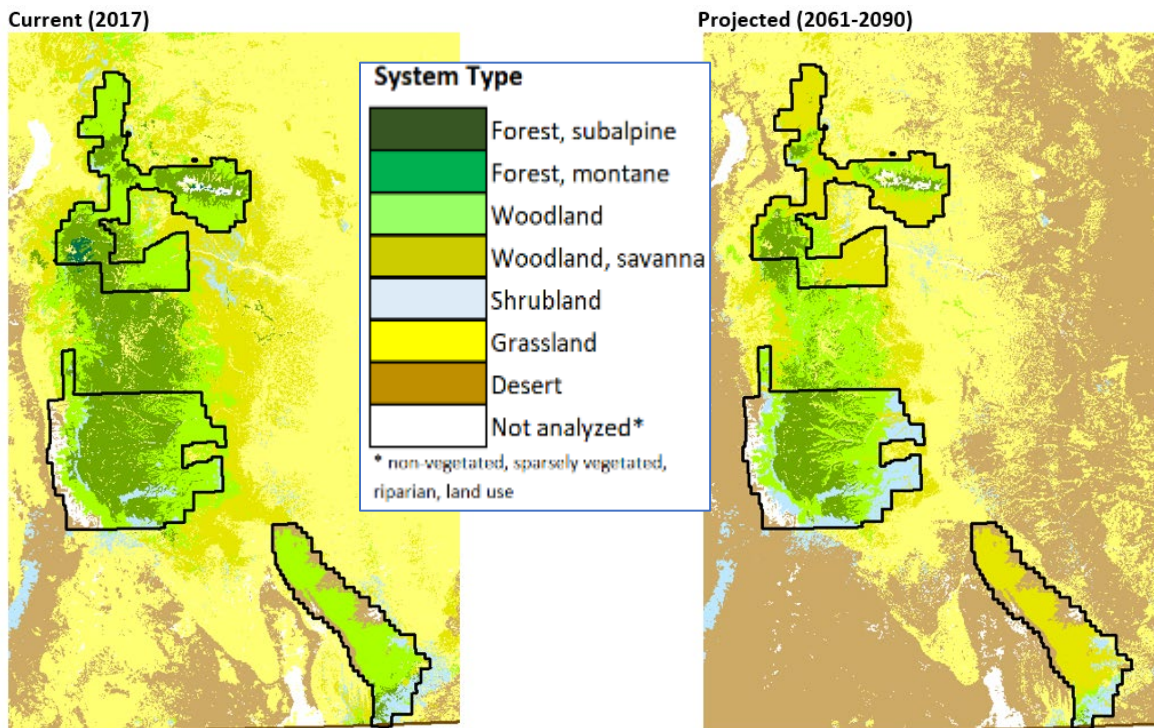 Current (2017)
Projected (2061-2090)
System Type
Forest, subalpine
Forest, montane
Woodland
Woodland, savanna
Shrubland
Grassland
Desert
Not analyzed*
* non-vegetated, sparsely vegetated,
riparian, land use